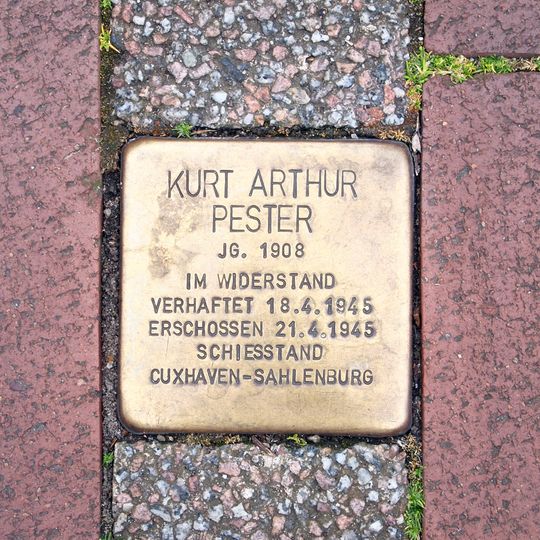 KURT ARTHUR
PESTER
JG. 1908
IM WIDERSTAND
VERHAFTET 18.4.1945
ERSCHOSSEN 21.4.1945
SCHIESSTAND
CUXHAVEN-SAHLENBURG